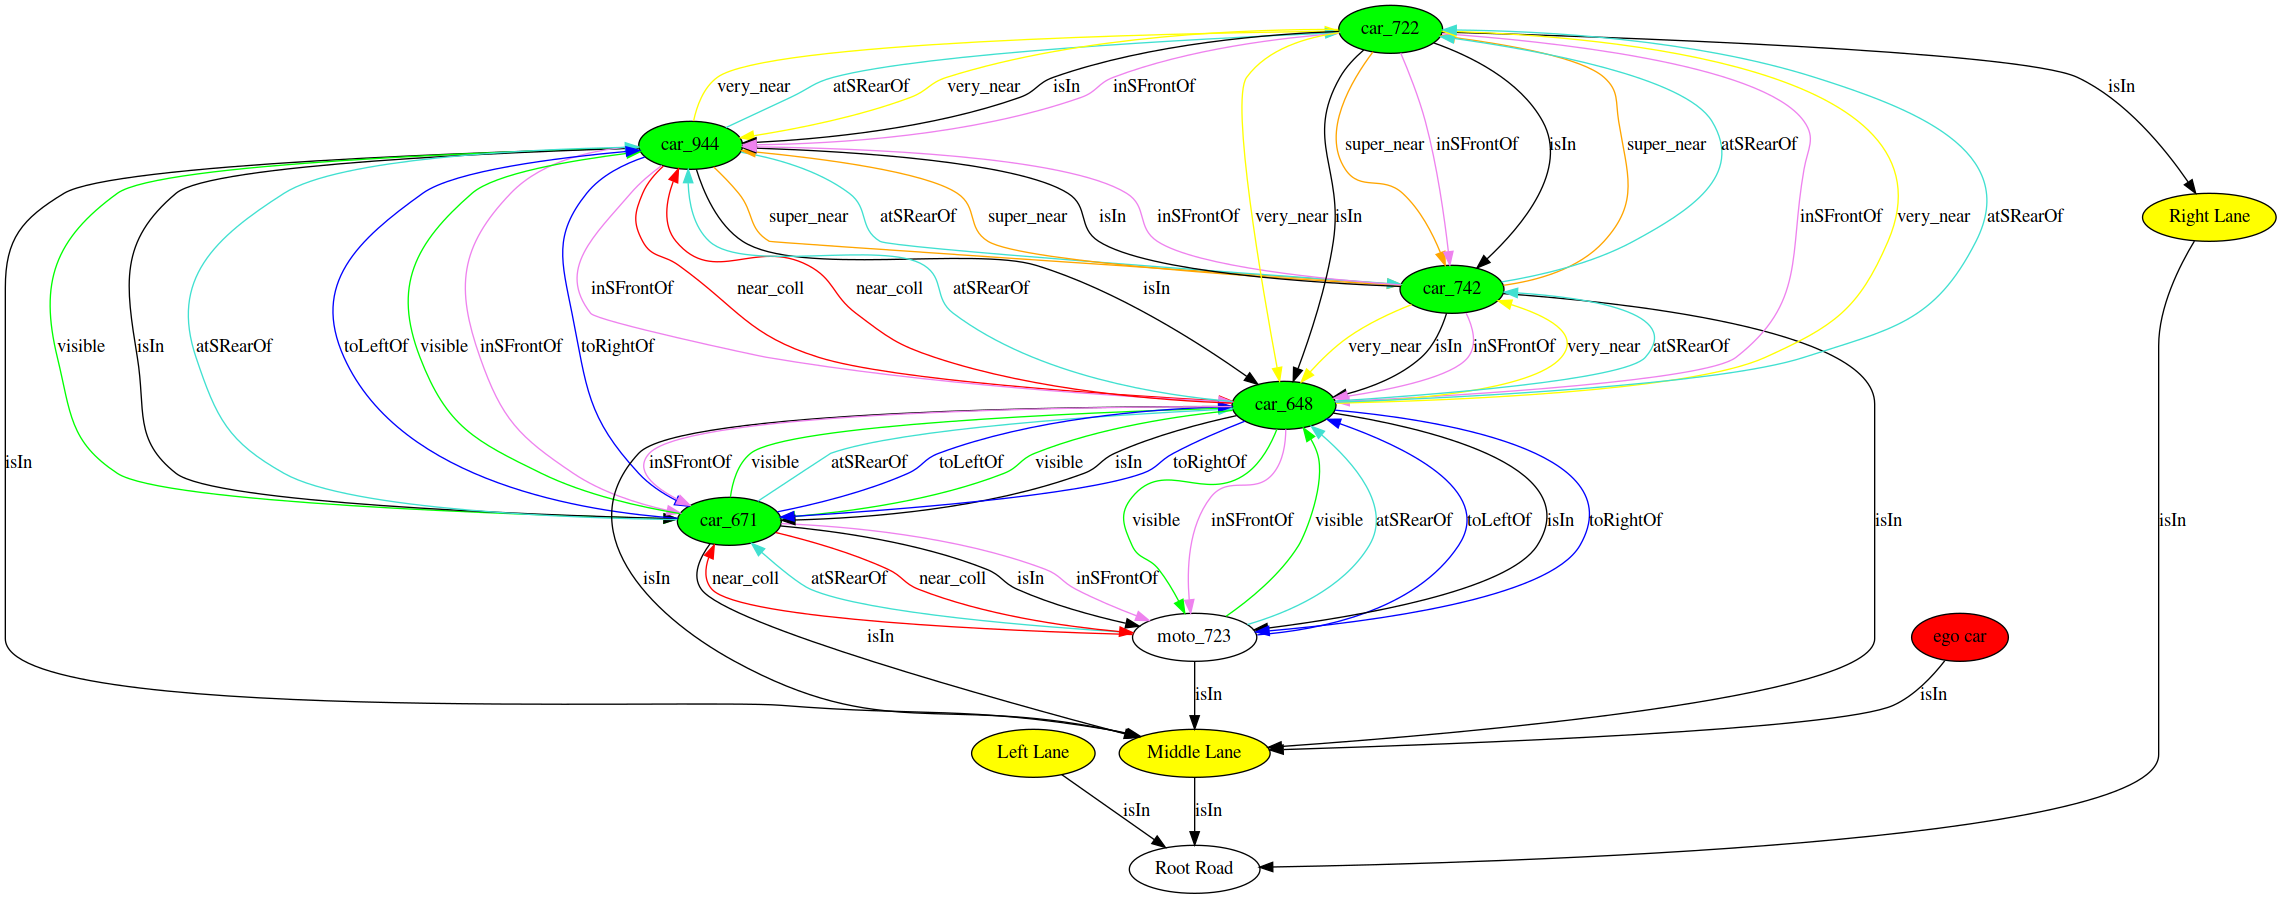 car_722
very_near
atSRearOf
very_near
isIn
inSFrontOf
isIn
car_944
super_near
inSFrontOf
isIn
super_near
atSRearOf
super_near
atSRearOf
super_near
isIn
inSFrontOf
very_near
isIn
inSFrontOf
very_near
atSRearOf
Right Lane
inSFrontOf
near_coll
near_coll
atSRearOf
isIn
car_742
visible
isIn
atSRearOf
toLeftOf
visible
inSFrontOf
toRightOf
very_near
isIn
inSFrontOf
very_near
atSRearOf
car_648
isIn
inSFrontOf
visible
atSRearOf
toLeftOf
visible
isIn
toRightOf
car_671
visible
inSFrontOf
visible
atSRearOf
toLeftOf
isIn
toRightOf
isIn
isIn
isIn
near_coll
atSRearOf
near_coll
isIn
inSFrontOf
isIn
moto_723
ego car
isIn
isIn
Left Lane
Middle Lane
isIn
isIn
Root Road